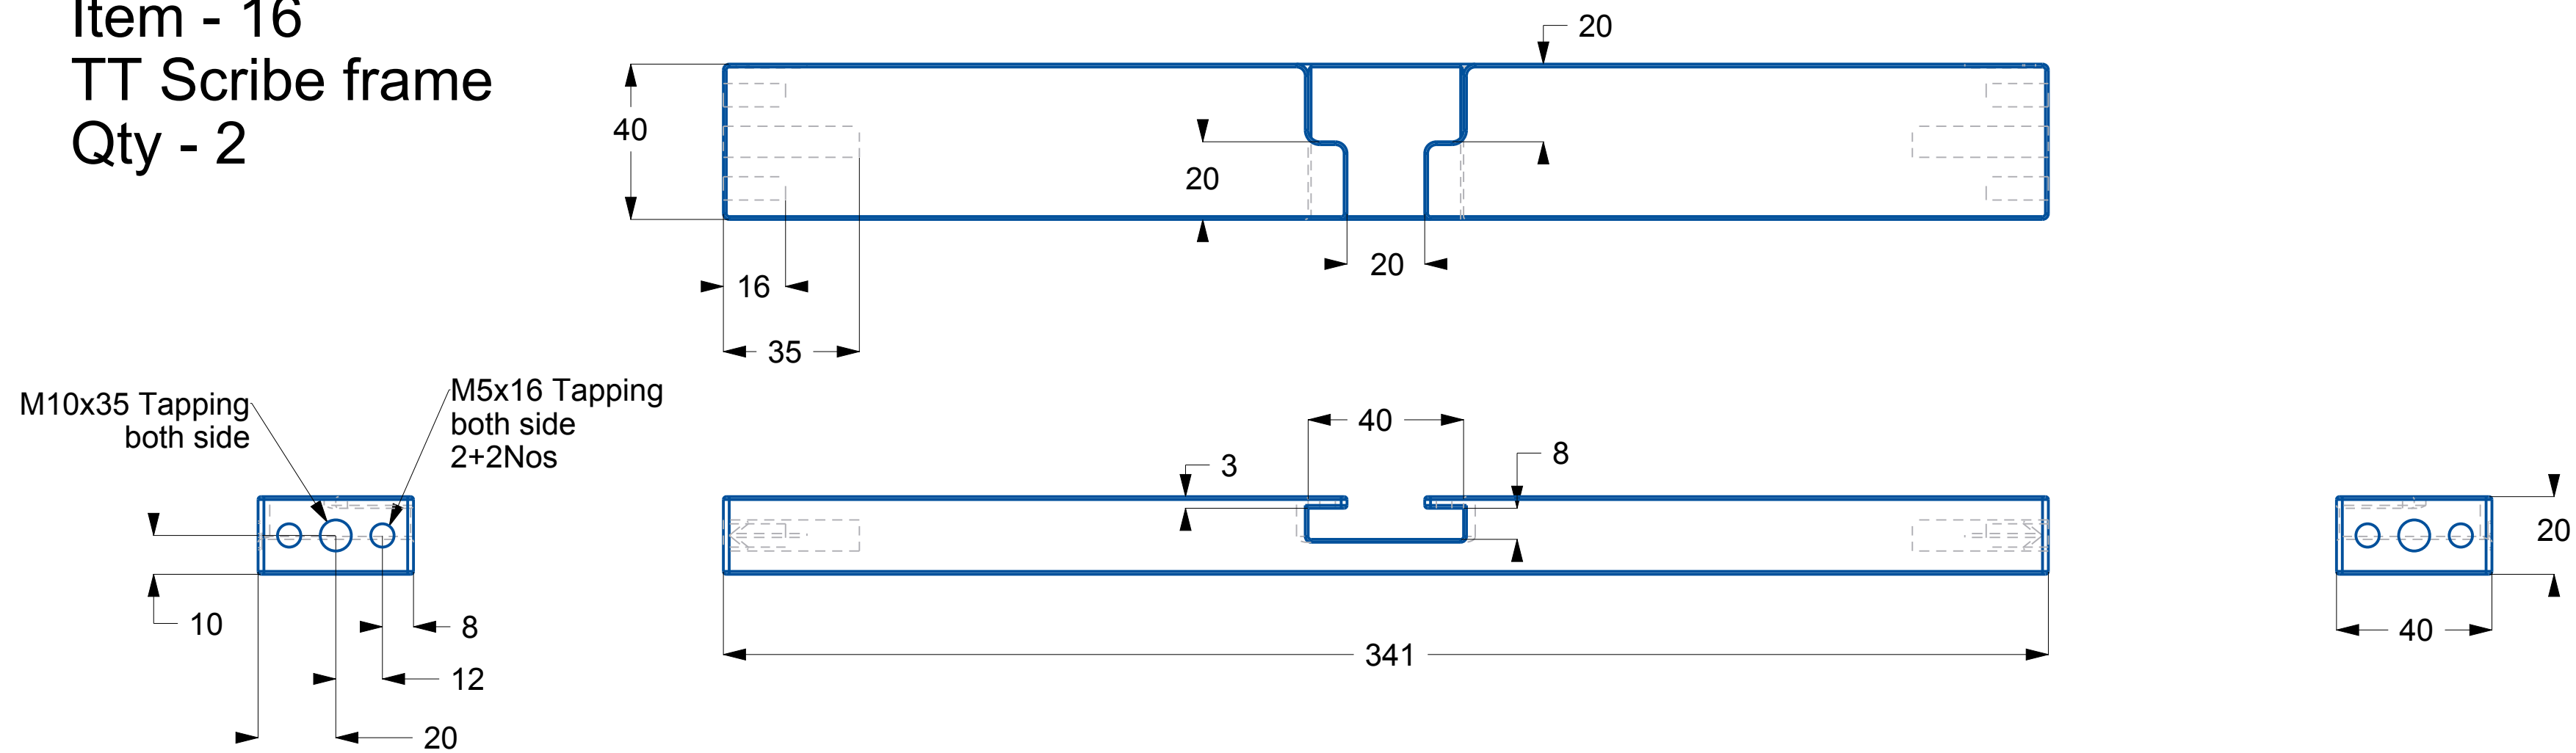 Item - 16
TT Scribe frame
Qty - 2
20
40
20
20
16
35
M10x35 Tapping
both side
M5x16 Tapping
both side
2+2Nos
40
3
8
20
10
8
341
40
12
20